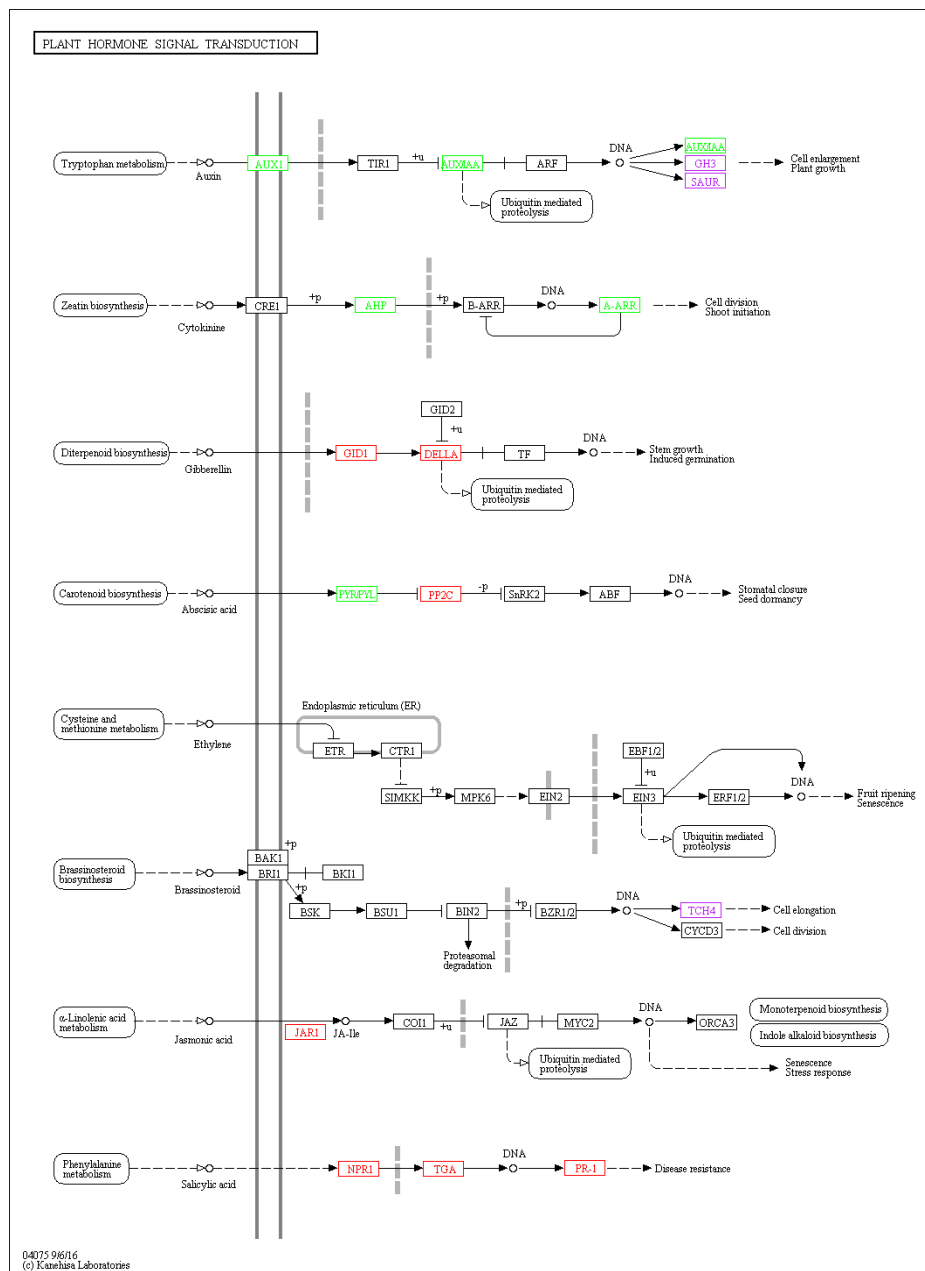 PLANT HORMONE SIGNAL TRANSDUCTION
Tryptophan metabolism
Auxin
AUX1
TIR1
+u
AUX/IAA
ARF
DNA
AUX/IAA
GH3
SAUR
Cell enlargement
Plant growth
Ubiquitin mediated
proteolysis
Zeatin biosynthesis
Cytokinine
CRE1
+p
AHP
+p
B-ARR
DNA
A-ARR
Cell division
Shoot initiation
GID2
+u
Diterpenoid biosynthesis
Gibberellin
GID1
DELLA
TF
DNA
Stem growth
Induced germination
Ubiquitin mediated
proteolysis
Carotenoid biosynthesis
Abscisic acid
PYR/PYL
PP2C
-p
SnRK2
ABF
DNA
Stomatal closure
Seed dormancy
Cysteine and
methionine metabolism
Ethylene
Endoplasmic reticulum (ER)
ETR
CTR1
SIMKK
+p
MPK6
EIN2
EBF1/2
+u
EIN3
ERF1/2
DNA
Fruit ripening
Senescence
Ubiquitin mediated
proteolysis
Brassinosteroid
biosynthesis
Brassinosteroid
BAK1
+p
BRI1
BKI1
+p
BSK
BSU1
BIN2
+p
BZR1/2
DNA
TCH4
Cell elongation
CYCD3
Cell division
Proteasomal
degradation
α-Linolenic acid
metabolism
Jasmonic acid
JAR1
JA-Ile
COI1
+u
JAZ
MYC2
DNA
ORCA3
Monoterpenoid biosynthesis
Indole alkaloid biosynthesis
Ubiquitin mediated
proteolysis
Senescence
Stress response
Phenylalanine
metabolism
Salicylic acid
NPR1
TGA
DNA
PR-1
Disease resistance
04075 9/6/16
(c) Kanehisa Laboratories